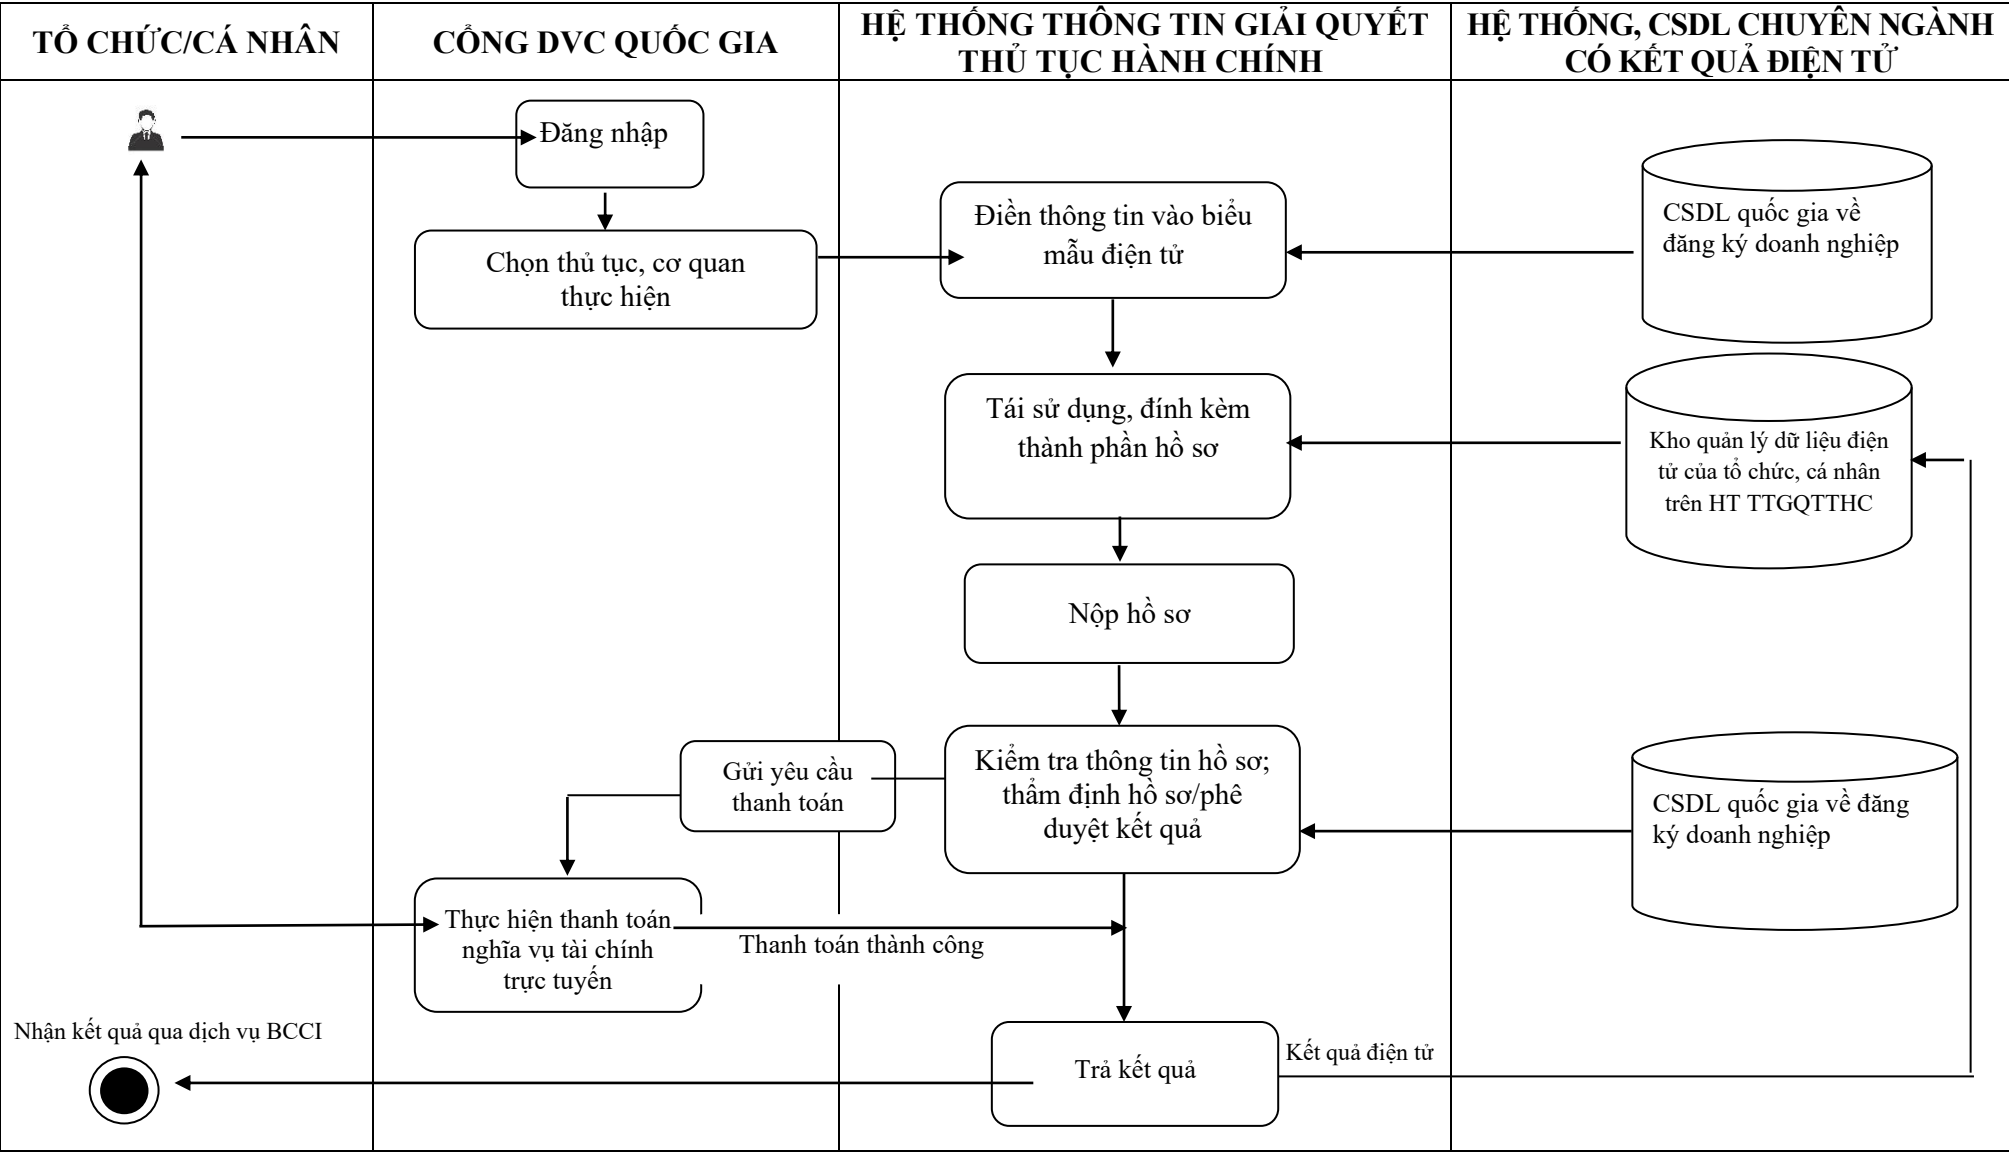 TỔ CHỨC/CÁ NHÂN
CỔNG DVC QUỐC GIA
HỆ THỐNG THÔNG TIN GIẢI QUYẾT
THỦ TỤC HÀNH CHÍNH
HỆ THỐNG, CSDL CHUYÊN NGÀNH
CÓ KẾT QUẢ ĐIỆN TỬ
Đăng nhập
Chọn thủ tục, cơ quan
thực hiện
Điền thông tin vào biểu
mẫu điện tử
CSDL quốc gia về
đăng ký doanh nghiệp
Tái sử dụng, đính kèm
thành phần hồ sơ
Kho quản lý dữ liệu điện
tử của tổ chức, cá nhân
trên HT TTGQTTHC
Nộp hồ sơ
Gửi yêu cầu
thanh toán
Kiểm tra thông tin hồ sơ;
thẩm định hồ sơ/phê
duyệt kết quả
CSDL quốc gia về đăng
ký doanh nghiệp
Thực hiện thanh toán
nghĩa vụ tài chính
trực tuyến
Thanh toán thành công
Nhận kết quả qua dịch vụ BCCI
Trả kết quả
Kết quả điện tử